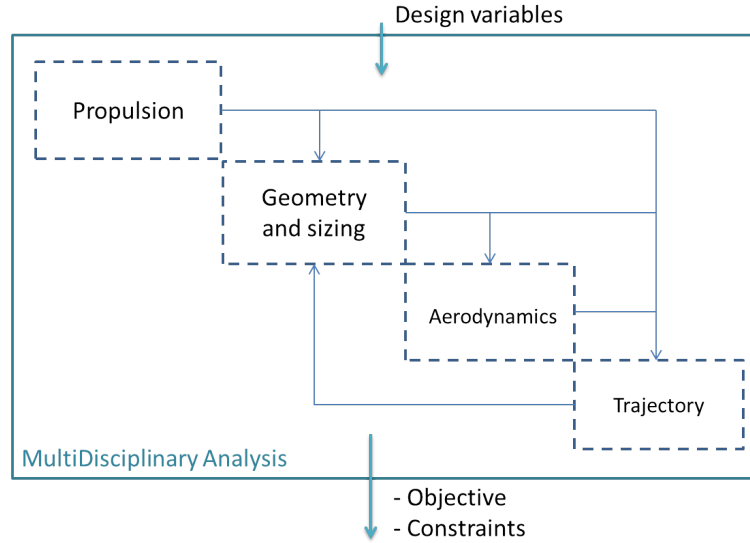 Design variables
Propulsion
Geometry
and sizing
Aerodynamics
Trajectory
MultiDisciplinary Analysis
- Objective
- Constraints